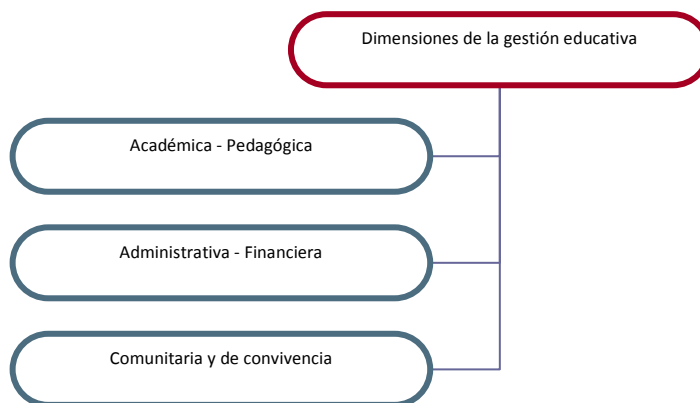 Dimensiones de la gestión educativa
Académica - Pedagógica
Administrativa - Financiera
Comunitaria y de convivencia